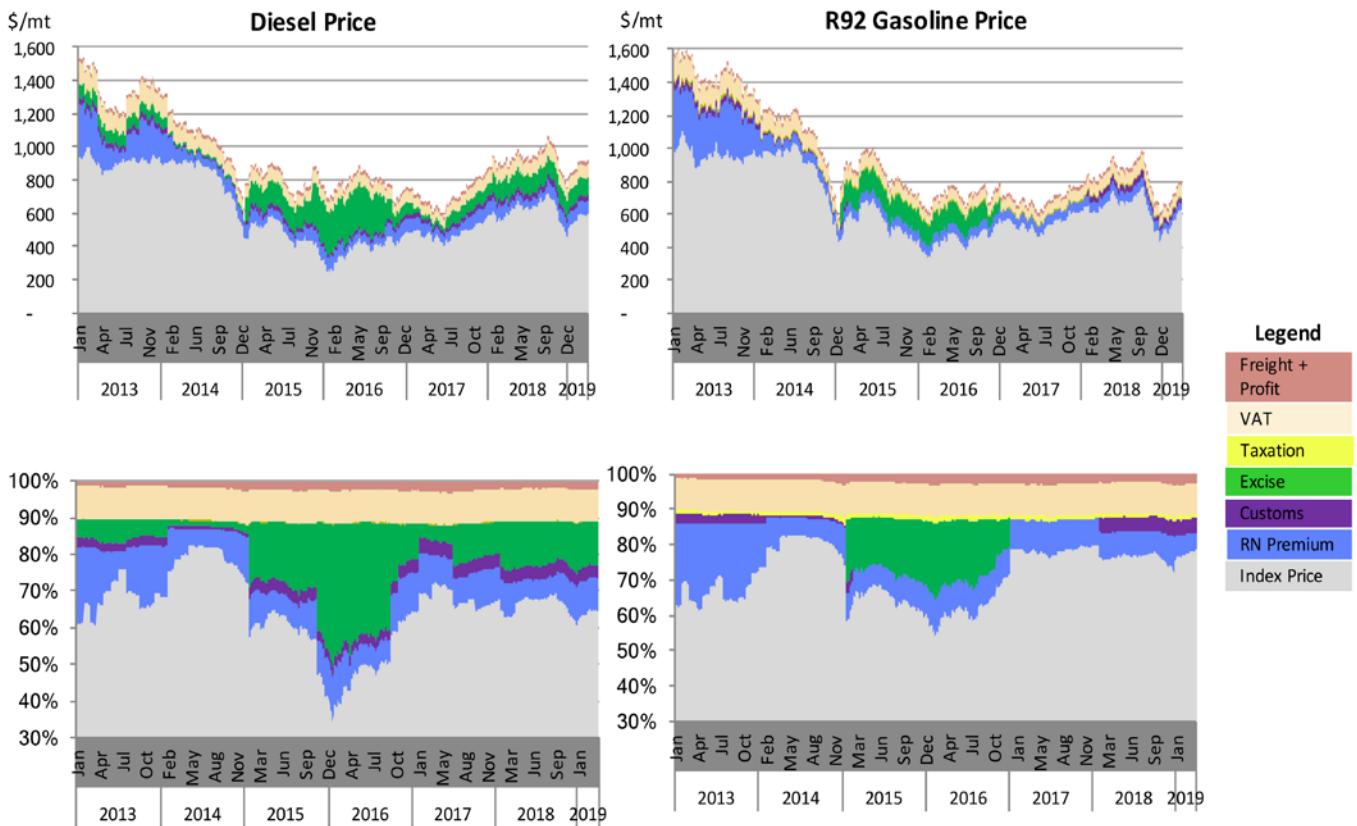 $/mt
Diesel Price
1,600
1,400
1,200
1,000
800
600
400
200
-
Jan Apr Jul Nov Feb Jun Sep Dec Apr Jul Nov Feb May Sep Dec Apr Jul Oct Feb May Sep Dec
2013 2014 2015 2016 2017 2018 2019
$/mt
R92 Gasoline Price
1,600
1,400
1,200
1,000
800
600
400
200
-
Jan Apr Jul Nov Feb Jun Sep Dec Apr Jul Nov Feb May Sep Dec Apr Jul Oct Feb May Sep Dec
2013 2014 2015 2016 2017 2018 2019
100%
90%
80%
70%
60%
50%
40%
30%
Jan Apr Jul Oct Feb May Aug Nov Mar Jun Sep Dec Apr Jul Oct Jan Apr Aug Nov Mar Jun Sep Jan
2013 2014 2015 2016 2017 2018 2019
100%
90%
80%
70%
60%
50%
40%
30%
Jan Apr Jul Oct Feb May Aug Nov Mar Jun Sep Dec Apr Jul Oct Jan May Aug Nov Mar Jun Sep Jan
2013 2014 2015 2016 2017 2018 2019
Legend
Freight +
Profit
VAT
Taxation
Excise
Customs
RN Premium
Index Price